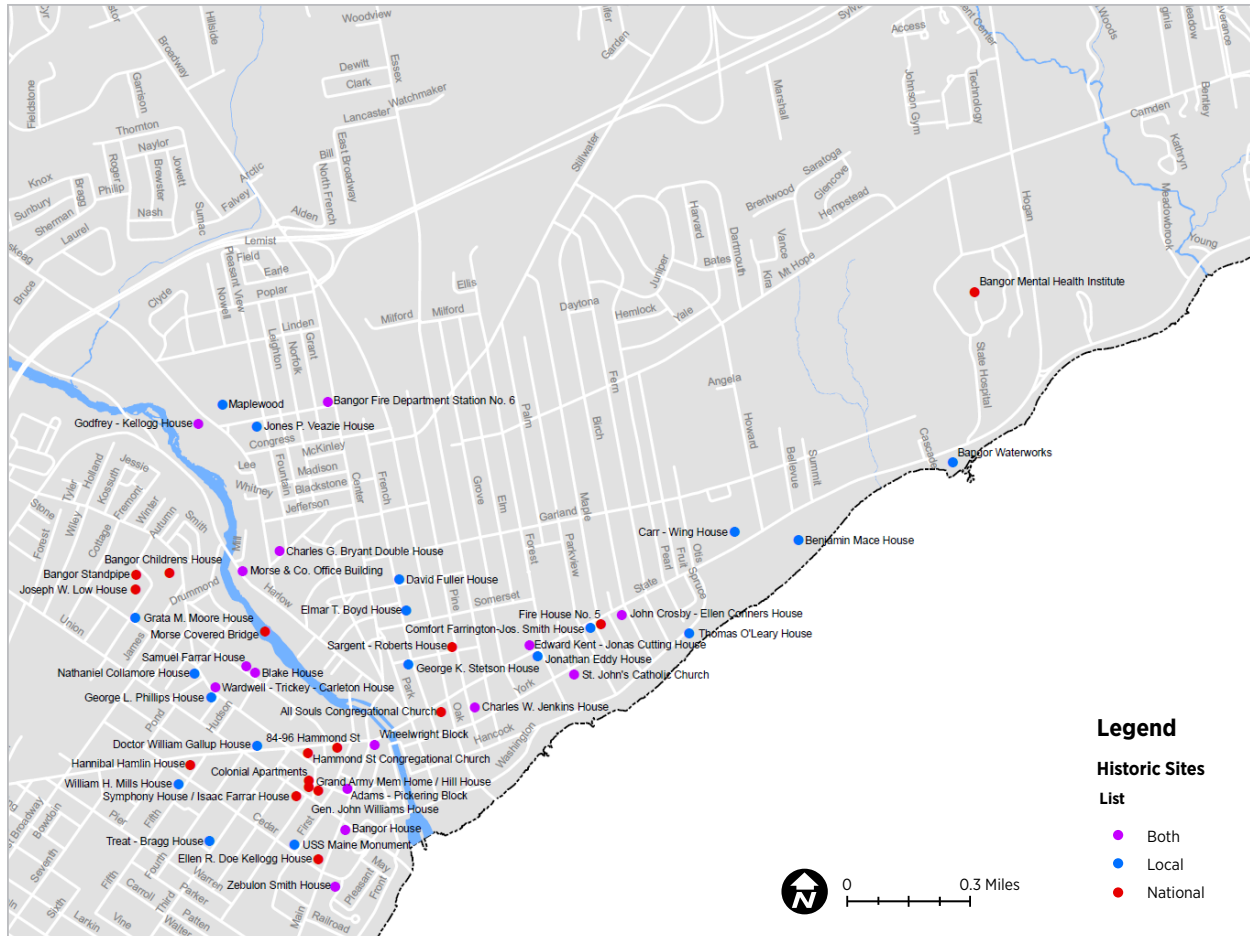 Woodview
Hillside
Broadway
Fieldstone
Garrison
Dewitt
Clark
Essex
Watchmaker
Lancaster
Garden
Stillwater
Access
Johnson Gym
Technology
Marshall
Woods
Virginia
Meadow
Bentley
Camden
Kathryn
Meadowbrook
Young
Hogan
Thornton
Naylor
Roger
Philip
Brewster
Jowett
Nash
Sumac
Knox
Sunbury
Bragg
Sherman
Laurel
Bruce
Bill
North French
East Broadway
Arctic
Falvey
Alden
Lemist
Field
Earle
Poplar
Pleasant View
Nowell
Clyde
Linden
Leighton
Norfolk
Grant
Milford
Milford
Ellis
Daytona
Hemlock
Yale
Juniper
Bates
Harvard
Dartmouth
Kira
Vance
Mt Hope
Brentwood
Saratoga
Glencove
Hempstead
Bangor Mental Health Institute
State Hospital
Maplewood
Bangor Fire Department Station No. 6
Godfrey - Kellogg House
Jones P. Veazie House
Congress
McKinley
Lee
Madison
Whitney
Fountain
Blackstone
Jefferson
Center
French
Grove
Elm
Palm
Fern
Birch
Angela
Howard
Bellevue
Summit
Cascade
Bangor Waterworks
Garland
Maple
Forest
Parkview
Jessie
Holland
Tyler
Kossuth
Fremont
Winter
Autumn
Smith
Stone
Forest
Wiley
Cottage
Mill
Carr - Wing House
Benjamin Mace House
Otis
Fruit
Pearl
Spruce
State
Charles G. Bryant Double House
Bangor Childrens House
Bangor Standpipe
Morse & Co. Office Building
Joseph W. Low House
David Fuller House
Drummond
Harlow
Pine
Somerset
Union
James
Grata M. Moore House
Morse Covered Bridge
Elmar T. Boyd House
Fire House No. 5
John Crosby - Ellen Conners House
Comfort Farrington-Jos. Smith House
Thomas O'Leary House
Sargent - Roberts House
Edward Kent - Jonas Cutting House
Samuel Farrar House
Jonathan Eddy House
George K. Stetson House
Nathaniel Collamore House
Blake House
St. John's Catholic Church
Wardwell - Trickey - Carleton House
George L. Phillips House
Park
York
Oak
Pond
Hudson
All Souls Congregational Church
Charles W. Jenkins House
Hancock
Washington
84-96 Hammond St
Wheelwright Block
Doctor William Gallup House
Hammond St Congregational Church
Hannibal Hamlin House
Colonial Apartments
Grand Army Mem Home / Hill House
William H. Mills House
Adams - Pickering Block
Symphony House / Isaac Farrar House
Gen. John Williams House
Broadway
Bowdoin
Pier
Fifth
Cedar
First
Bangor House
Treat - Bragg House
USS Maine Monument
Ellen R. Doe Kellogg House
Seventh
Fourth
Warren
May
Front
Pleasant
Zebulon Smith House
Fifth
Carroll
Third
Parker
Patten
Walter
Sixth
Larkin
Vine
Main
Railroad
N
0
0.3 Miles
Legend
Historic Sites
List
Both
Local
National